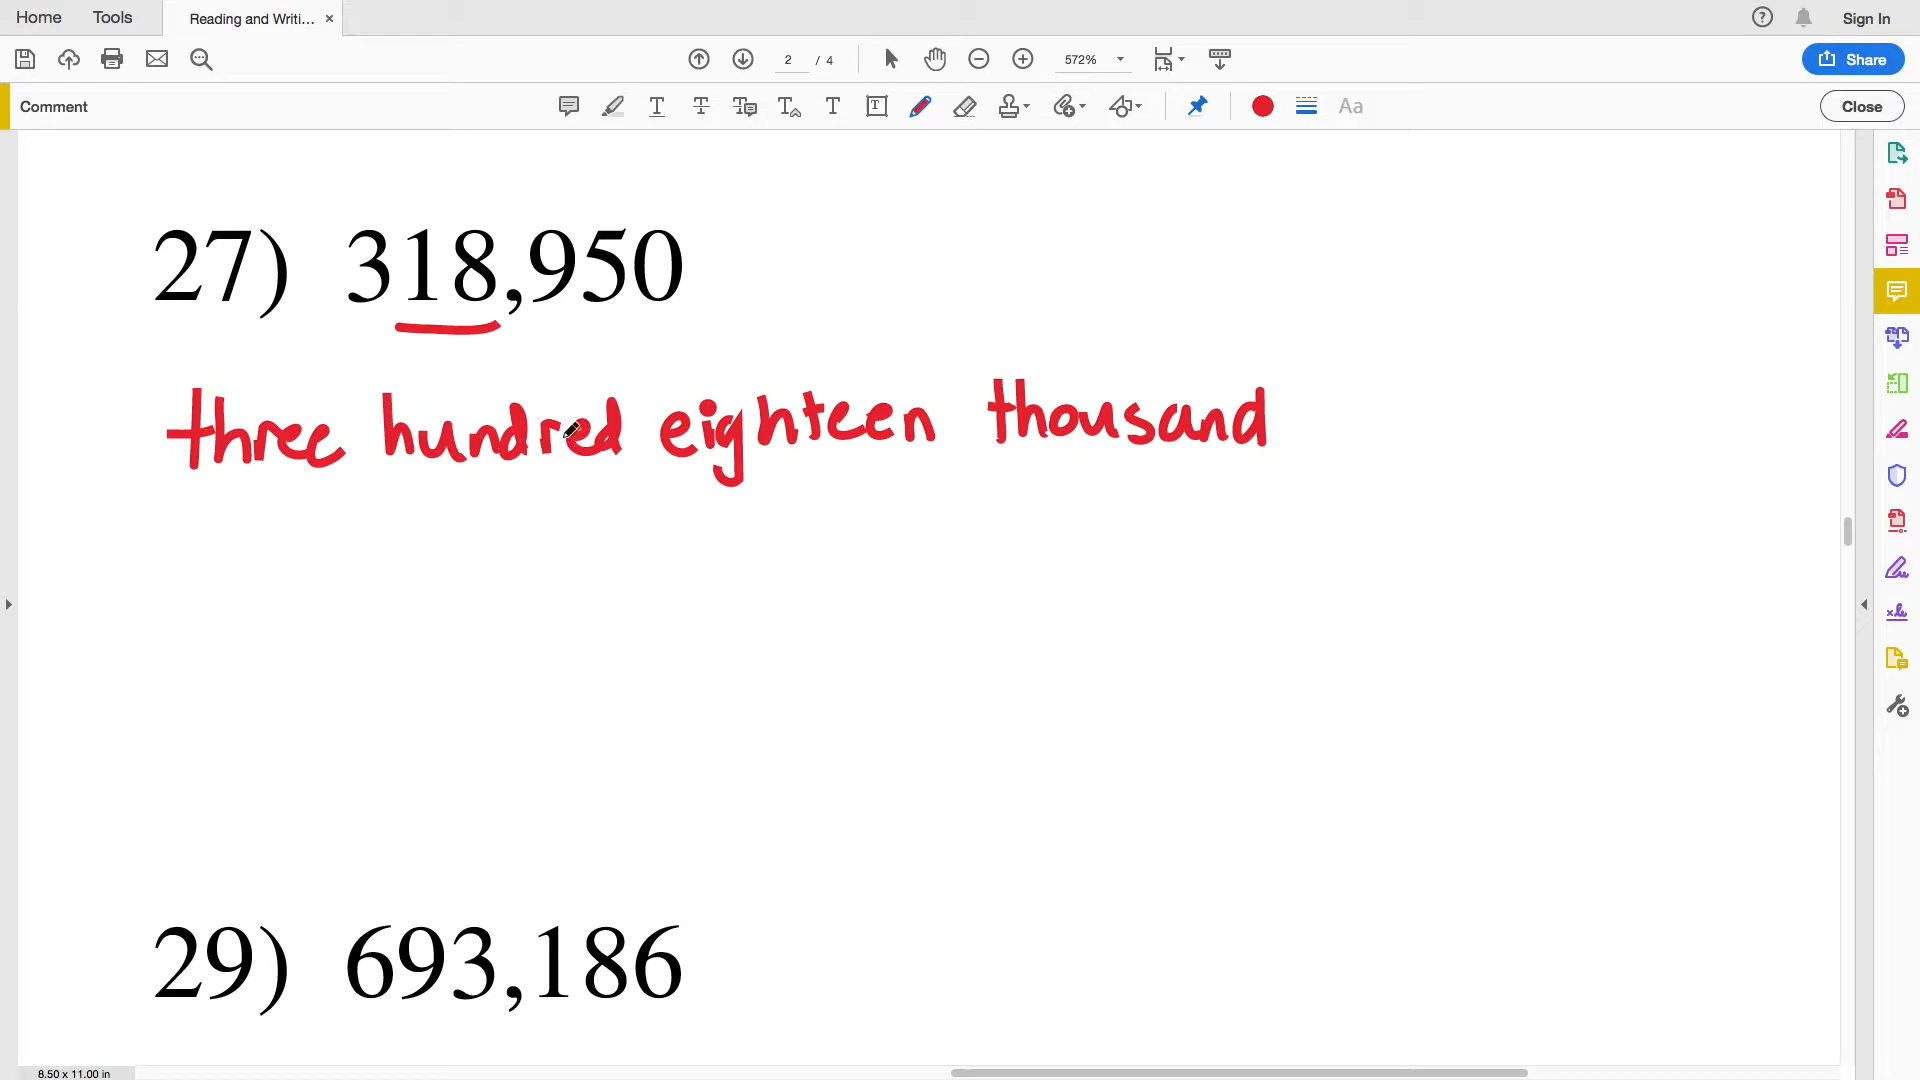 Home Tools Reading and Writi... × Sign In
2 / 4 572% Share
Comment Aa Close
27) 318,950
three hundred eighteen thousand
29) 693,186
8.50 x 11.00 in